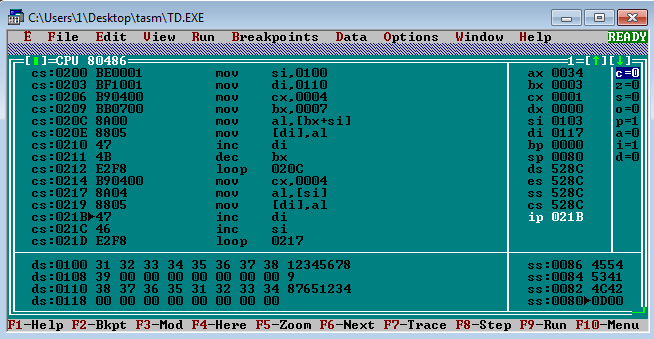 C:\Users\1\Desktop\tasm\TD.EXE
E File Edit View Run Breakpoints Data Options Window Help READY
[▮]=CPU 80486 1=[↑][↓]
cs:0200 BE0001 mov si,0100 ax 0034 c=0
cs:0203 BF1001 mov di,0110 bx 0003 z=0
cs:0206 B90400 mov cx,0004 cx 0001 s=0
cs:0209 BB0700 mov bx,0007 dx 0000 o=0
cs:020C 8A00 mov al,[bx+si] si 0103 p=1
cs:020E 8805 mov [di],al di 0117 a=0
cs:0210 47 inc di bp 0000 i=1
cs:0211 4B dec bx sp 0080 d=0
cs:0212 E2F8 loop 020C ds 528C
cs:0214 B90400 mov cx,0004 es 528C
cs:0217 8A04 mov al,[si] ss 528C
cs:0219 8805 mov [di],al cs 528C
cs:021B►47 inc di ip 021B
cs:021C 46 inc si
cs:021D E2F8 loop 0217
ds:0100 31 32 33 34 35 36 37 38 12345678 ss:0086 4554
ds:0108 39 00 00 00 00 00 00 00 9 ss:0084 5341
ds:0110 38 37 36 35 31 32 33 34 87651234 ss:0082 4C42
ds:0118 00 00 00 00 00 00 00 00 ss:0080►0D00
F1-Help F2-Bkpt F3-Mod F4-Here F5-Zoom F6-Next F7-Trace F8-Step F9-Run F10-Menu